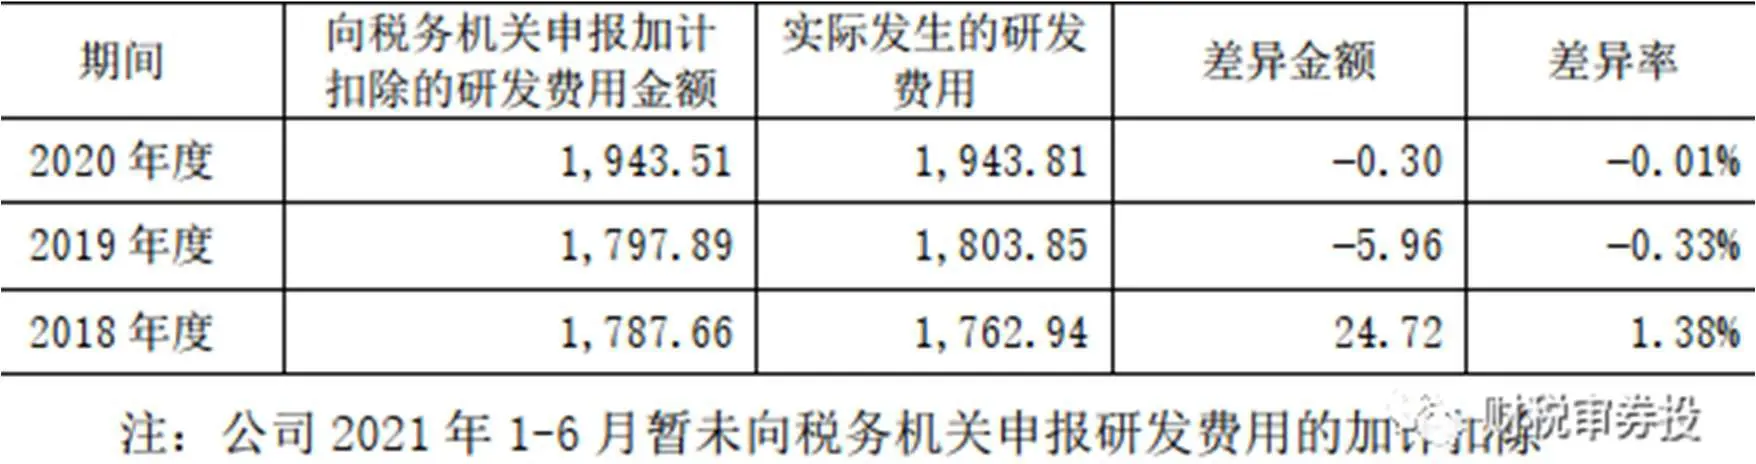 期间 向税务机关申报加计扣除的研发费用金额 实际发生的研发费用 差异金额 差异率
2020 年度 1,943.51 1,943.81 -0.30 -0.01%
2019 年度 1,797.89 1,803.85 -5.96 -0.33%
2018 年度 1,787.66 1,762.94 24.72 1.38%
注：公司 2021 年 1-6 月暂未向税务机关申报研发费用的加计扣除
财税审券投